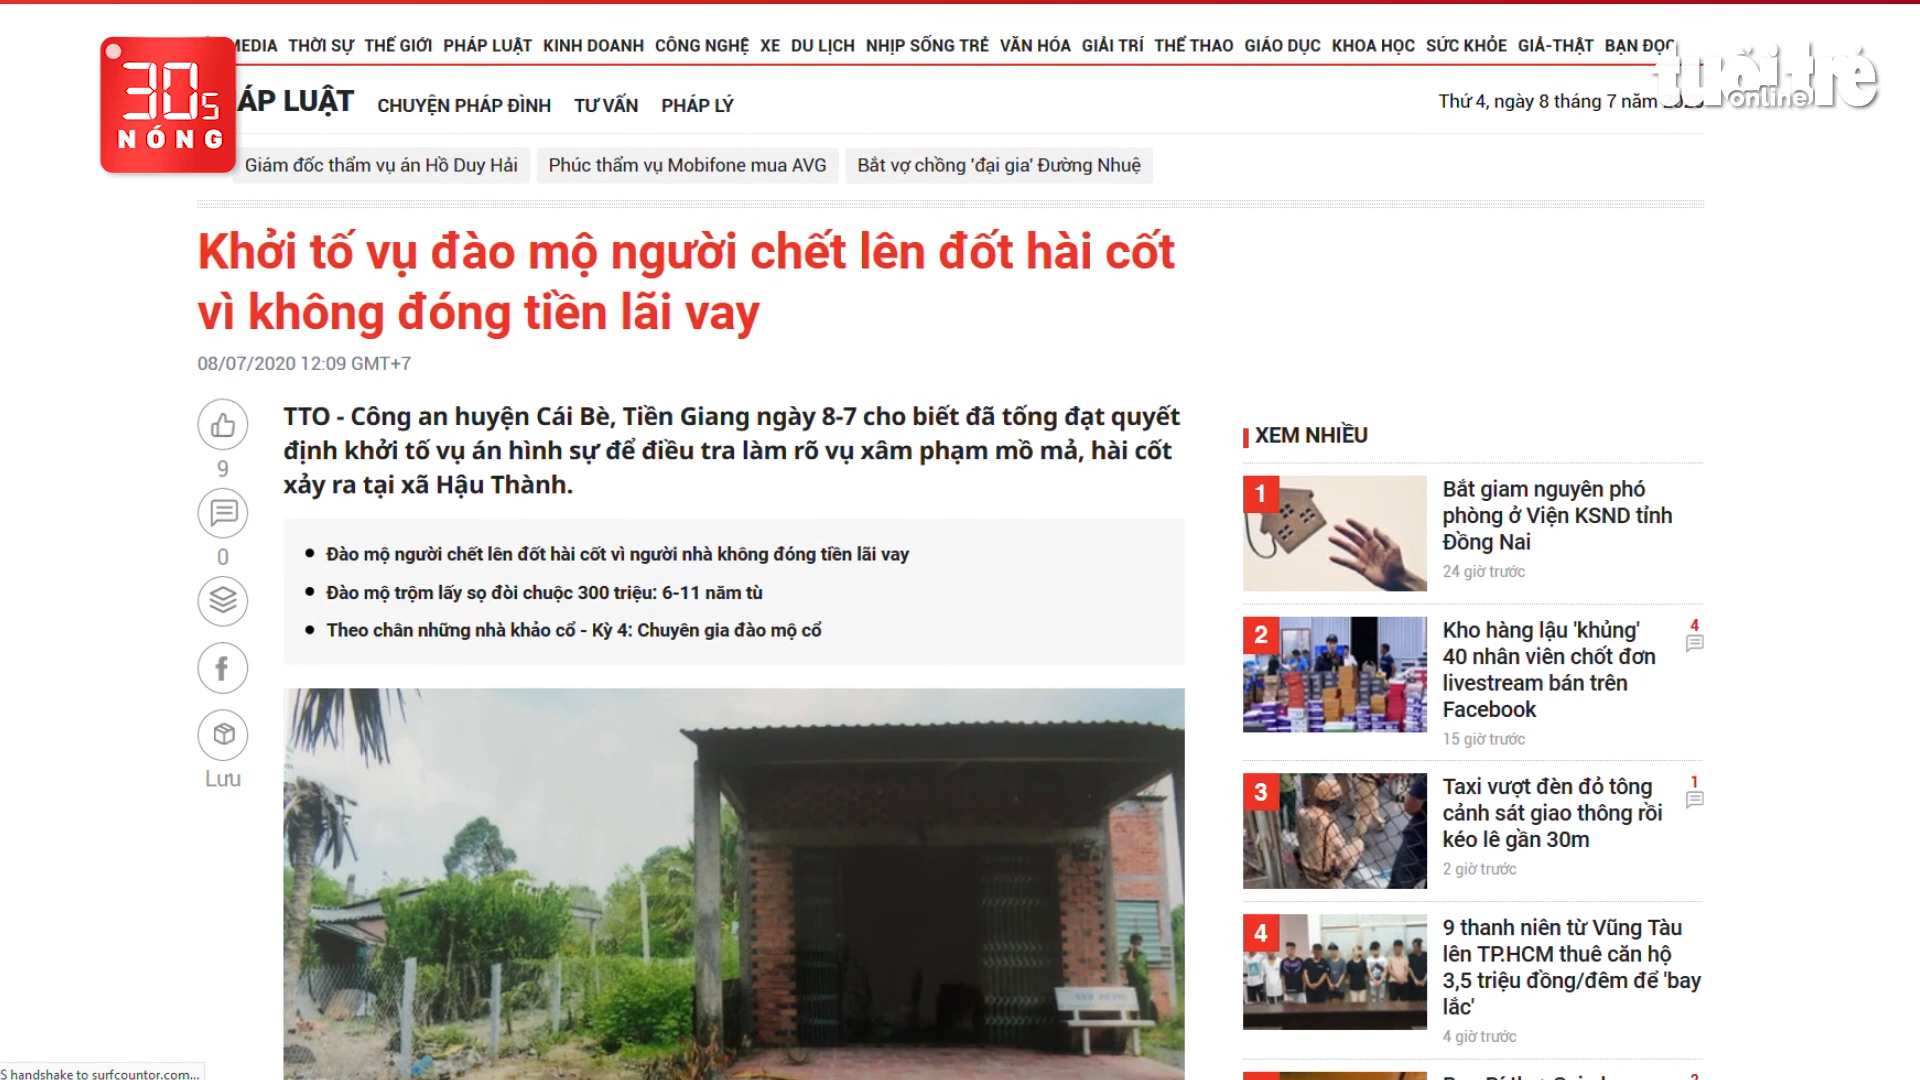 MEDIA THỜI SỰ THẾ GIỚI PHÁP LUẬT KINH DOANH CÔNG NGHỆ XE DU LỊCH NHỊP SỐNG TRẺ VĂN HÓA GIẢI TRÍ THỂ THAO GIÁO DỤC KHOA HỌC SỨC KHỎE GIẢ-THẬT BẠN ĐỌC
30s
NÓNG
tuổi trẻ
online
ÁP LUẬT CHUYỆN PHÁP ĐÌNH TƯ VẤN PHÁP LÝ
Thứ 4, ngày 8 tháng 7 năm
Giám đốc thẩm vụ án Hồ Duy Hải Phúc thẩm vụ Mobifone mua AVG Bắt vợ chồng 'đại gia' Đường Nhuệ
Khởi tố vụ đào mộ người chết lên đốt hài cốt
vì không đóng tiền lãi vay
08/07/2020 12:09 GMT+7
9
0
Lưu
TTO - Công an huyện Cái Bè, Tiền Giang ngày 8-7 cho biết đã tống đạt quyết
định khởi tố vụ án hình sự để điều tra làm rõ vụ xâm phạm mồ mả, hài cốt
xảy ra tại xã Hậu Thành.
Đào mộ người chết lên đốt hài cốt vì người nhà không đóng tiền lãi vay
Đào mộ trộm lấy sọ đòi chuộc 300 triệu: 6-11 năm tù
Theo chân những nhà khảo cổ - Kỳ 4: Chuyên gia đào mộ cổ
XEM NHIỀU
1
Bắt giam nguyên phó
phòng ở Viện KSND tỉnh
Đồng Nai
24 giờ trước
2
Kho hàng lậu 'khủng'
40 nhân viên chốt đơn
livestream bán trên
Facebook
4
15 giờ trước
3
Taxi vượt đèn đỏ tông
cảnh sát giao thông rồi
kéo lê gần 30m
1
2 giờ trước
4
9 thanh niên từ Vũng Tàu
lên TP.HCM thuê căn hộ
3,5 triệu đồng/đêm để 'bay
lắc'
4 giờ trước
S handshake to surfcountor.com...